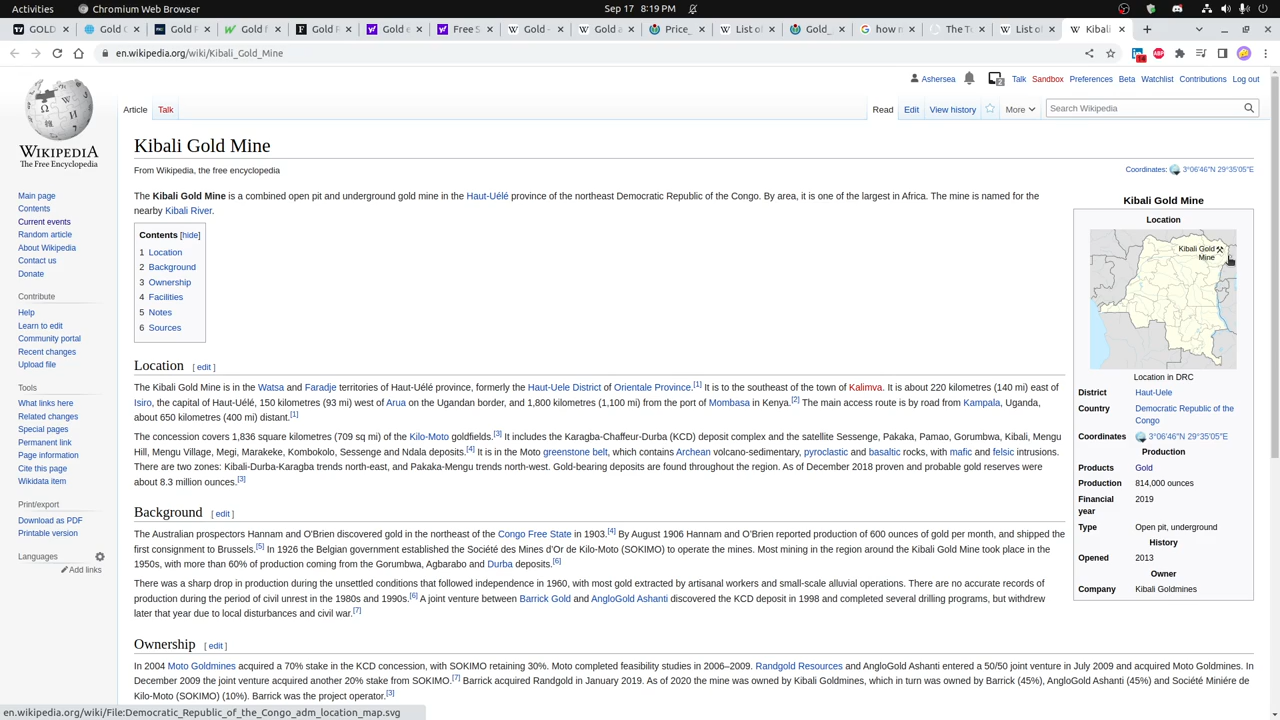 Activities
Sep 17  8:19 PM
GOLD
Gold C
How
Gold F
Gold P
Gold
Free S
Gold
Gold a
Price_
List o
Gold_
how n
The Tu
List o
Kibali
en.wikipedia.org/wiki/Kibali_Gold_Mine
14
Ashersea
2
Talk
Sandbox
Preferences
Beta
Watchlist
Contributions
Log out
Article
Talk
Read
Edit
View history
More
Search Wikipedia
WIKIPEDIA
The Free Encyclopedia
Main page
Contents
Current events
Random article
About Wikipedia
Contact us
Donate
Contribute
Help
Learn to edit
Community portal
Recent changes
Upload file
Tools
What links here
Related changes
Special pages
Permanent link
Page information
Cite this page
Wikidata item
Print/export
Download as PDF
Printable version
Languages
Add links
Kibali Gold Mine
From Wikipedia, the free encyclopedia
Coordinates: 3°06′46″N 29°35′05″E
The Kibali Gold Mine is a combined open pit and underground gold mine in the Haut-Uélé province of the northeast Democratic Republic of the Congo. By area, it is one of the largest in Africa. The mine is named for the
nearby Kibali River.
Contents [hide]
1 Location
2 Background
3 Ownership
4 Facilities
5 Notes
6 Sources
Location [ edit ]
The Kibali Gold Mine is in the Watsa and Faradje territories of Haut-Uélé province, formerly the Haut-Uele District of Orientale Province.[1] It is to the southeast of the town of Kalimva. It is about 220 kilometres (140 mi) east of
Isiro, the capital of Haut-Uélé, 150 kilometres (93 mi) west of Arua on the Ugandan border, and 1,800 kilometres (1,100 mi) from the port of Mombasa in Kenya.[2] The main access route is by road from Kampala, Uganda,
about 650 kilometres (400 mi) distant.[1]
The concession covers 1,836 square kilometres (709 sq mi) of the Kilo-Moto goldfields.[3] It includes the Karagba-Chaffeur-Durba (KCD) deposit complex and the satellite Sessenge, Pakaka, Pamao, Gorumbwa, Kibali, Mengu
Hill, Mengu Village, Megi, Marakeke, Kombokolo, Sessenge and Ndala deposits.[4] It is in the Moto greenstone belt, which contains Archean volcano-sedimentary, pyroclastic and basaltic rocks, with mafic and felsic intrusions.
There are two zones: Kibali-Durba-Karagba trends north-east, and Pakaka-Mengu trends north-west. Gold-bearing deposits are found throughout the region. As of December 2018 proven and probable gold reserves were
about 8.3 million ounces.[3]
Background [ edit ]
The Australian prospectors Hannam and O'Brien discovered gold in the northeast of the Congo Free State in 1903.[4] By August 1906 Hannam and O'Brien reported production of 600 ounces of gold per month, and shipped the
first consignment to Brussels.[5] In 1926 the Belgian government established the Société des Mines d'Or de Kilo-Moto (SOKIMO) to operate the mines. Most mining in the region around the Kibali Gold Mine took place in the
1950s, with more than 60% of production coming from the Gorumbwa, Agbarabo and Durba deposits.[6]
There was a sharp drop in production during the unsettled conditions that followed independence in 1960, with most gold extracted by artisanal workers and small-scale alluvial operations. There are no accurate records of
production during the period of civil unrest in the 1980s and 1990s.[6] A joint venture between Barrick Gold and AngloGold Ashanti discovered the KCD deposit in 1998 and completed several drilling programs, but withdrew
later that year due to local disturbances and civil war.[7]
Ownership [ edit ]
In 2004 Moto Goldmines acquired a 70% stake in the KCD concession, with SOKIMO retaining 30%. Moto completed feasibility studies in 2006–2009. Randgold Resources and AngloGold Ashanti entered a 50/50 joint venture in July 2009 and acquired Moto Goldmines. In
December 2009 the joint venture acquired another 20% stake from SOKIMO.[7] Barrick acquired Randgold in January 2019. As of 2020 the mine was owned by Kibali Goldmines, which in turn was owned by Barrick (45%), AngloGold Ashanti (45%) and Société Minière de
Kilo-Moto (SOKIMO) (10%). Barrick was the project operator.[3]
Kibali Gold Mine
Location
Kibali Gold
Mine
Location in DRC
District Haut-Uele
Country Democratic Republic of the
Congo
Coordinates 3°06′46″N 29°35′05″E
Production
Products Gold
Production 814,000 ounces
Financial 2019
year
Type Open pit, underground
History
Opened 2013
Owner
Company Kibali Goldmines
en.wikipedia.org/wiki/File:Democratic_Republic_of_the_Congo_adm_location_map.svg